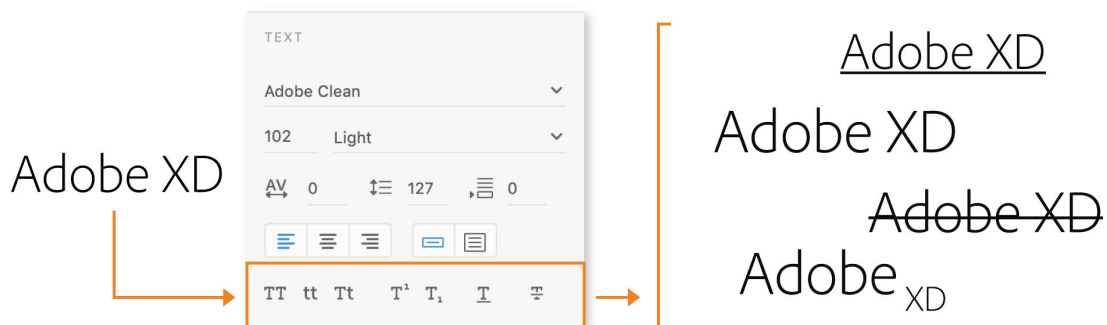 Adobe XD
TEXT
Adobe Clean
102 Light
AV 0 127 0
TT tt Tt T¹ T₁ T T
Adobe XD
Adobe XD
Adobe XD
Adobe XD